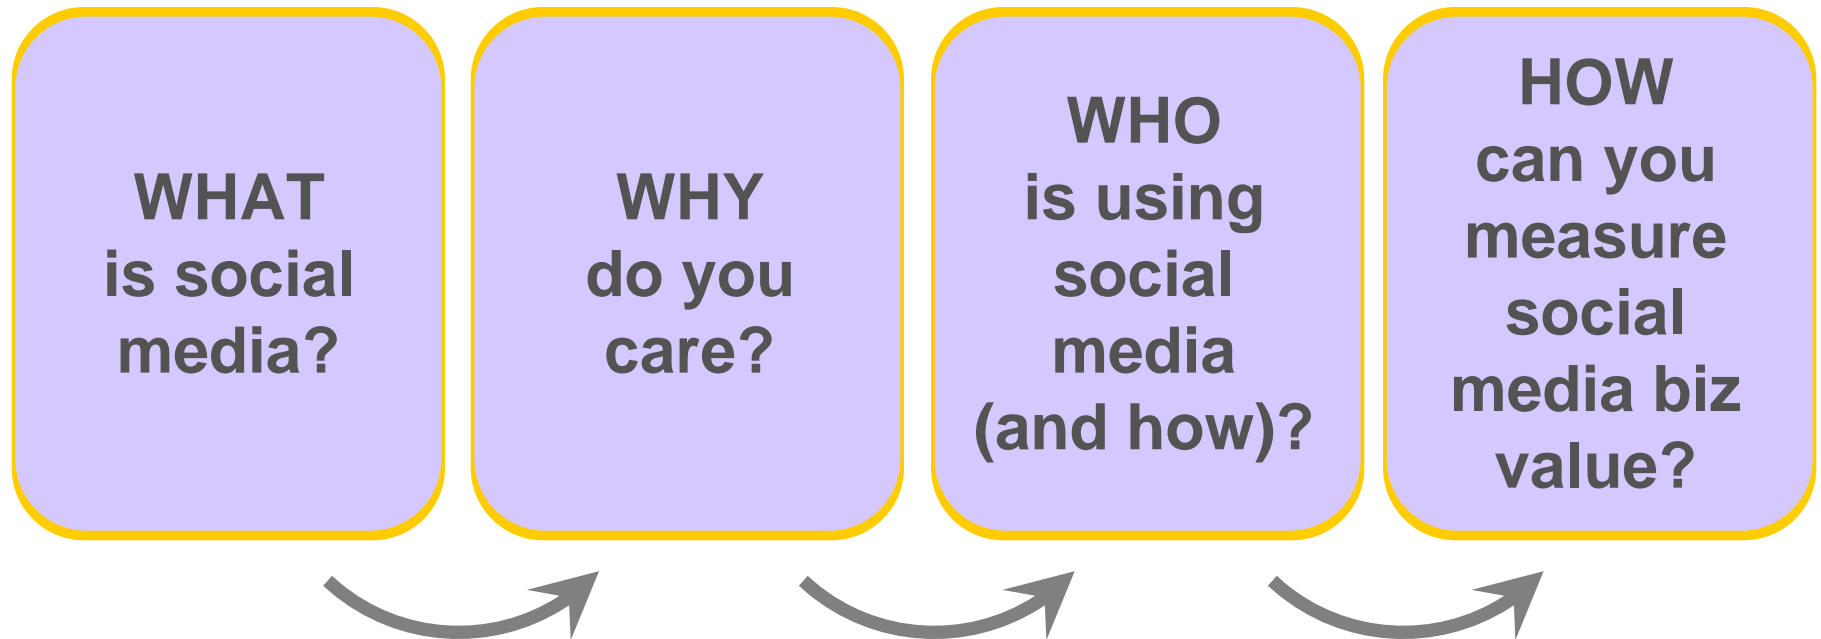 WHAT
is social
media?
WHY
do you
care?
WHO
is using
social
media
(and how)?
HOW
can you
measure
social
media biz
value?